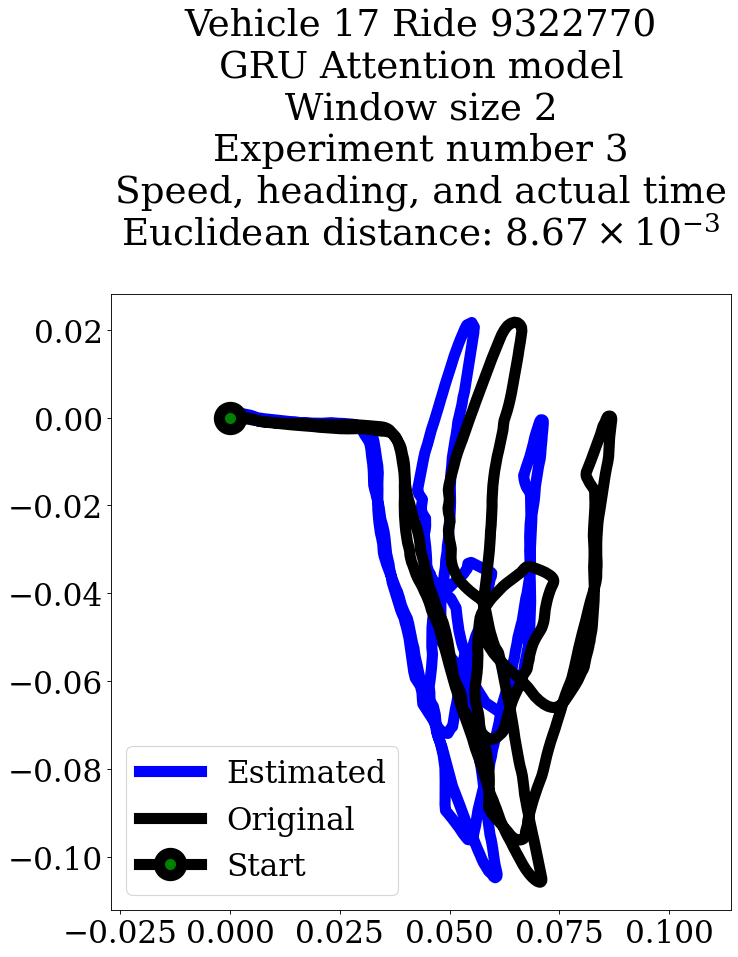 Vehicle 17 Ride 9322770
GRU Attention model
Window size 2
Experiment number 3
Speed, heading, and actual time
Euclidean distance: 8.67 × 10⁻³
0.02
0.00
−0.02
−0.04
−0.06
−0.08
−0.10
Estimated
Original
Start
−0.025 0.000 0.025 0.050 0.075 0.100